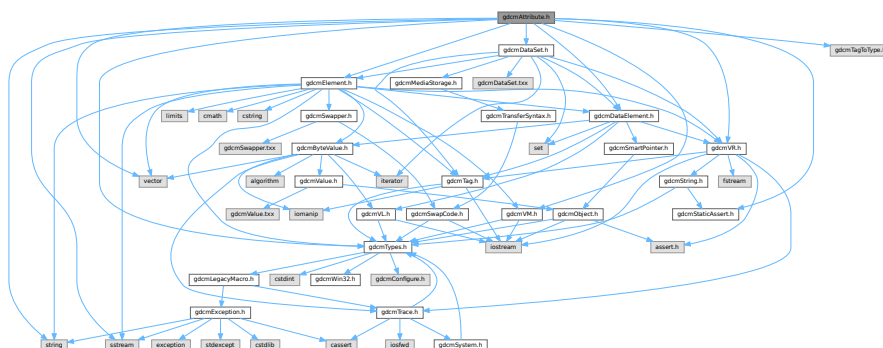 gdcmAttribute.h
gdcmDataSet.h
gdcmTagToType.h
gdcmElement.h
gdcmMediaStorage.h
gdcmDataSet.txx
limits
cmath
cstring
gdcmSwapper.h
gdcmTransferSyntax.h
gdcmDataElement.h
gdcmSwapper.txx
gdcmByteValue.h
set
gdcmSmartPointer.h
gdcmVR.h
vector
algorithm
gdcmValue.h
iterator
gdcmTag.h
gdcmString.h
fstream
gdcmValue.txx
iomanip
gdcmVL.h
gdcmSwapCode.h
gdcmVM.h
gdcmObject.h
gdcmStaticAssert.h
gdcmTypes.h
iostream
assert.h
gdcmLegacyMacro.h
cstdint
gdcmWin32.h
gdcmConfigure.h
gdcmException.h
gdcmTrace.h
string
sstream
exception
stdexcept
cstdlib
cassert
iosfwd
gdcmSystem.h